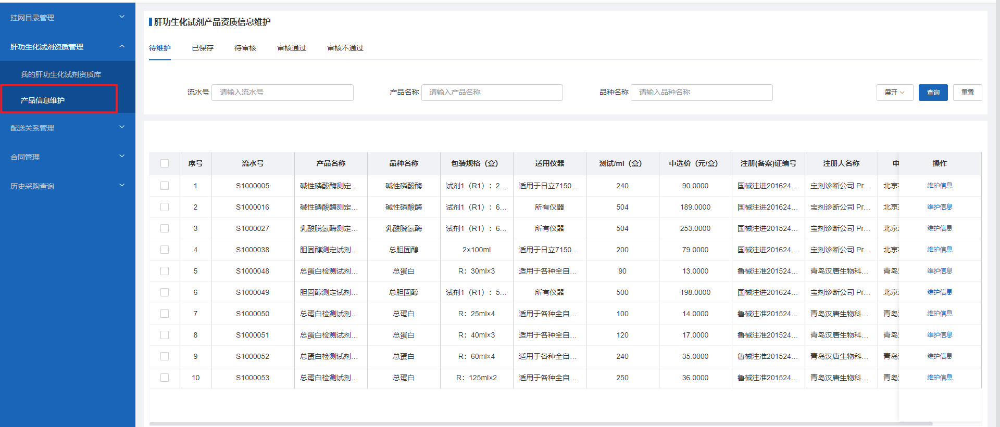 挂网目录管理
肝功生化试剂资质管理
我的肝功生化试剂资质库
产品信息维护
配送关系管理
合同管理
历史采购查询
肝功生化试剂产品资质信息维护
待维护 已保存 待审核 审核通过 审核不通过
流水号 请输入流水号 产品名称 请输入产品名称 品种名称 请输入品种名称 展开 查询 重置
序号 流水号 产品名称 品种名称 包装规格（盒） 适用仪器 测试/ml（盒） 中选价（元/盒） 注册(备案)证编号 注册人名称 申 操作
1 S1000005 碱性磷酸酶测定... 碱性磷酸酶 试剂1（R1）：2... 适用于日立7150... 240 90.0000 国械注进201624... 宝剂诊断公司 Pr... 北京 维护信息
2 S1000016 碱性磷酸酶测定... 碱性磷酸酶 试剂1（R1）：6... 所有仪器 504 189.0000 国械注进201624... 宝剂诊断公司 Pr... 北京 维护信息
3 S1000027 乳酸脱氢酶测定... 乳酸脱氢酶 试剂1（R1）：6... 所有仪器 504 253.0000 国械注进201524... 宝剂诊断公司 Pr... 北京 维护信息
4 S1000038 胆固醇测定试剂... 总胆固醇 2×100ml 适用于日立7150... 200 79.0000 国械注进201624... 宝剂诊断公司 Pr... 北京 维护信息
5 S1000048 总蛋白检测试剂... 总蛋白 R：30ml×3 适用于各种全自... 90 13.0000 鲁械注准201524... 青岛汉唐生物科... 青岛 维护信息
6 S1000049 胆固醇测定试剂... 总胆固醇 试剂1（R1）：5... 所有仪器 500 198.0000 国械注进201624... 宝剂诊断公司 Pr... 北京 维护信息
7 S1000050 总蛋白检测试剂... 总蛋白 R：25ml×4 适用于各种全自... 100 14.0000 鲁械注准201524... 青岛汉唐生物科... 青岛 维护信息
8 S1000051 总蛋白检测试剂... 总蛋白 R：40ml×3 适用于各种全自... 120 17.0000 鲁械注准201524... 青岛汉唐生物科... 青岛 维护信息
9 S1000052 总蛋白检测试剂... 总蛋白 R：60ml×4 适用于各种全自... 240 35.0000 鲁械注准201524... 青岛汉唐生物科... 青岛 维护信息
10 S1000053 总蛋白检测试剂... 总蛋白 R：125ml×2 适用于各种全自... 250 36.0000 鲁械注准201524... 青岛汉唐生物科... 青岛 维护信息